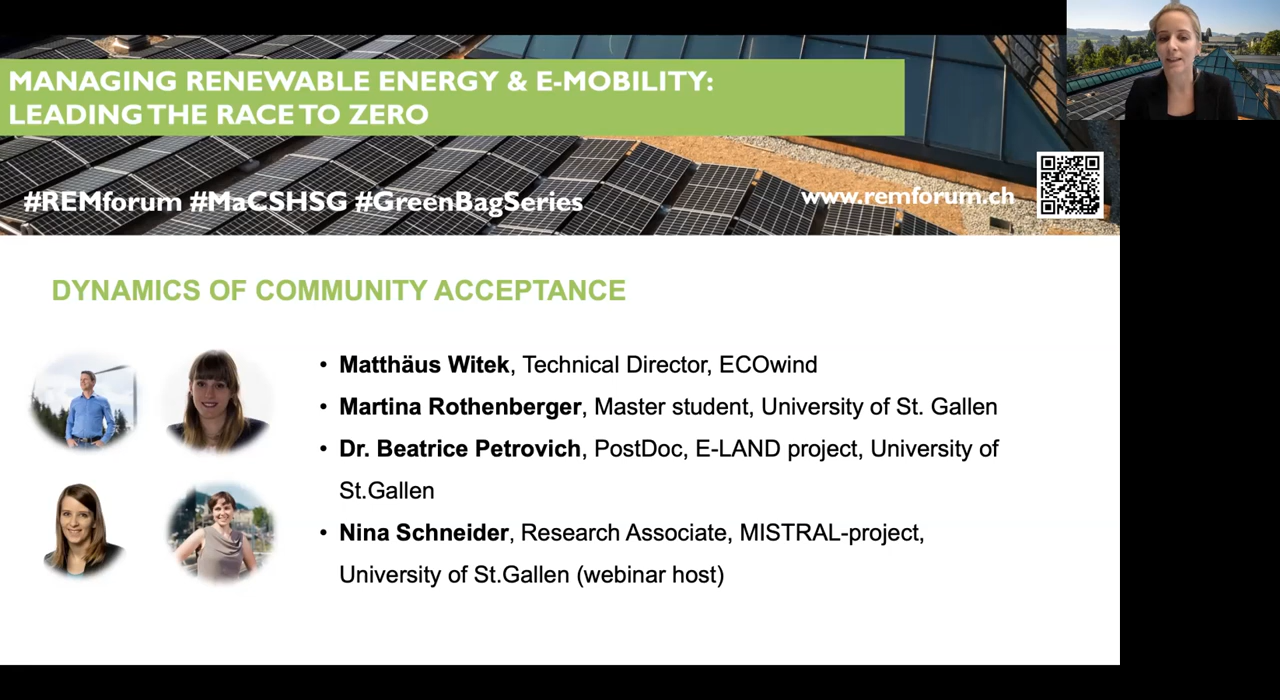 MANAGING RENEWABLE ENERGY & E-MOBILITY:
LEADING THE RACE TO ZERO
#REMforum #MaCSHSG #GreenBagSeries
www.remforum.ch
DYNAMICS OF COMMUNITY ACCEPTANCE
• Matthäus Witek, Technical Director, ECOwind
• Martina Rothenberger, Master student, University of St. Gallen
• Dr. Beatrice Petrovich, PostDoc, E-LAND project, University of
St.Gallen
• Nina Schneider, Research Associate, MISTRAL-project,
University of St.Gallen (webinar host)